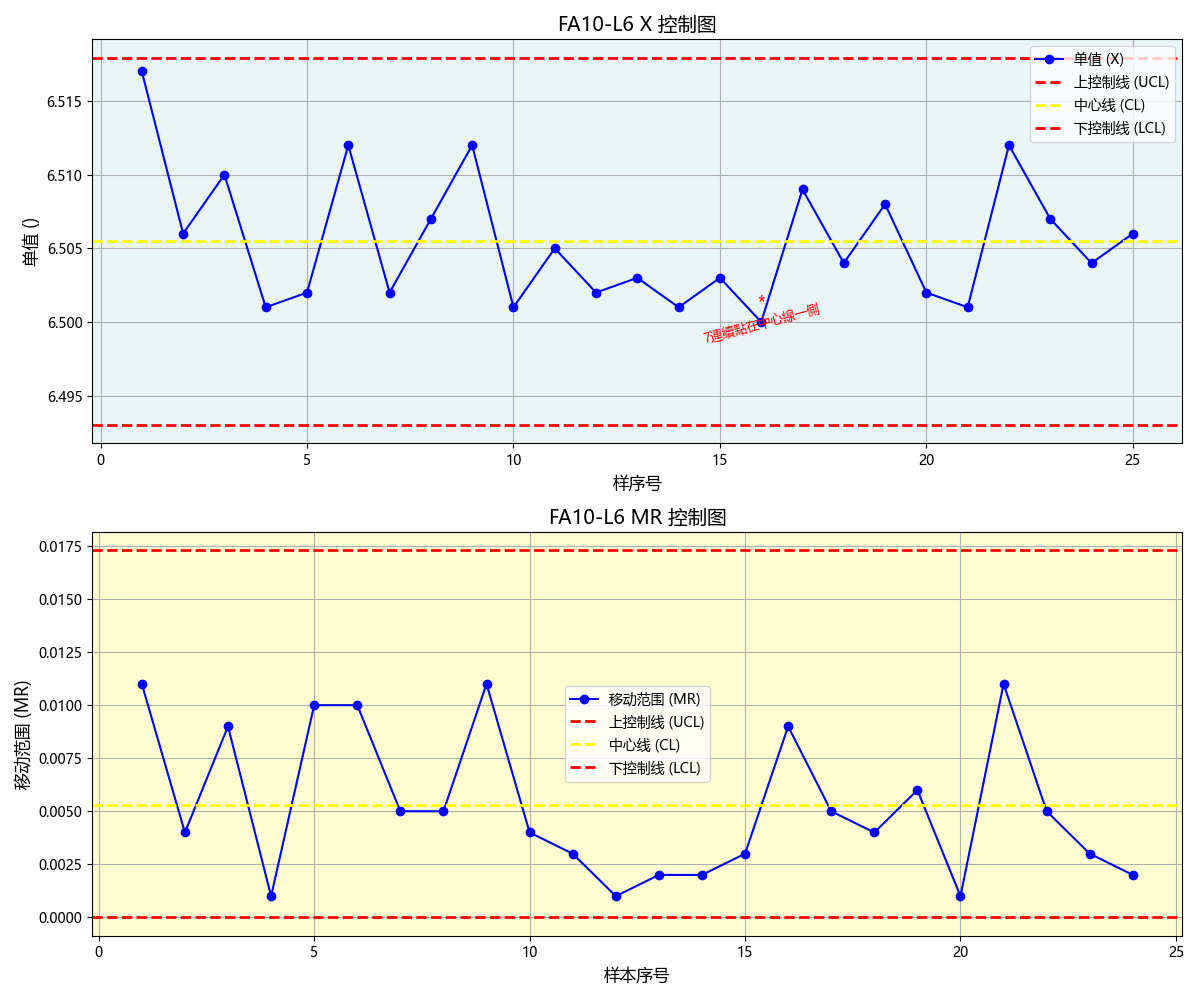 FA10-L6 X 控制图
单值 ()
6.515
6.510
6.505
6.500
6.495
单值 (X)
上控制线 (UCL)
中心线 (CL)
下控制线 (LCL)
*
7連續點在中心線一側
0 5 10 15 20 25
样序号
FA10-L6 MR 控制图
移动范围 (MR)
0.0175
0.0150
0.0125
0.0100
0.0075
0.0050
0.0025
0.0000
移动范围 (MR)
上控制线 (UCL)
中心线 (CL)
下控制线 (LCL)
0 5 10 15 20 25
样本序号